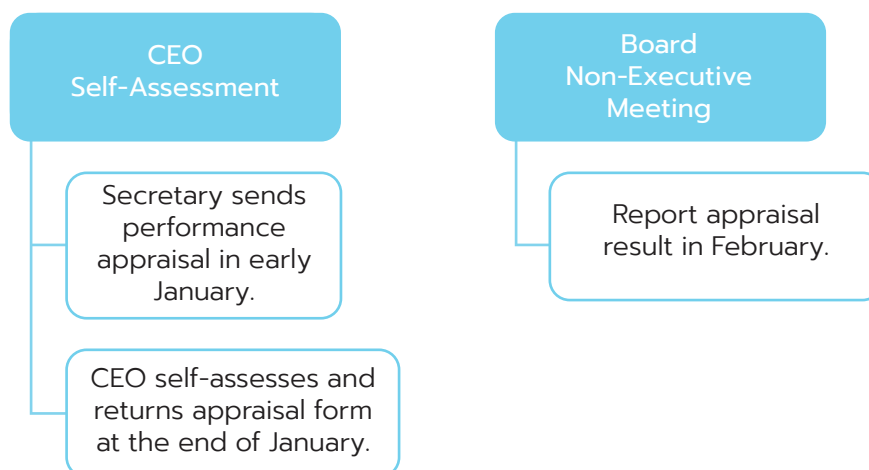 CEO
Self-Assessment
Secretary sends
performance
appraisal in early
January.
CEO self-assesses and
returns appraisal form
at the end of January.
Board
Non-Executive
Meeting
Report appraisal
result in February.